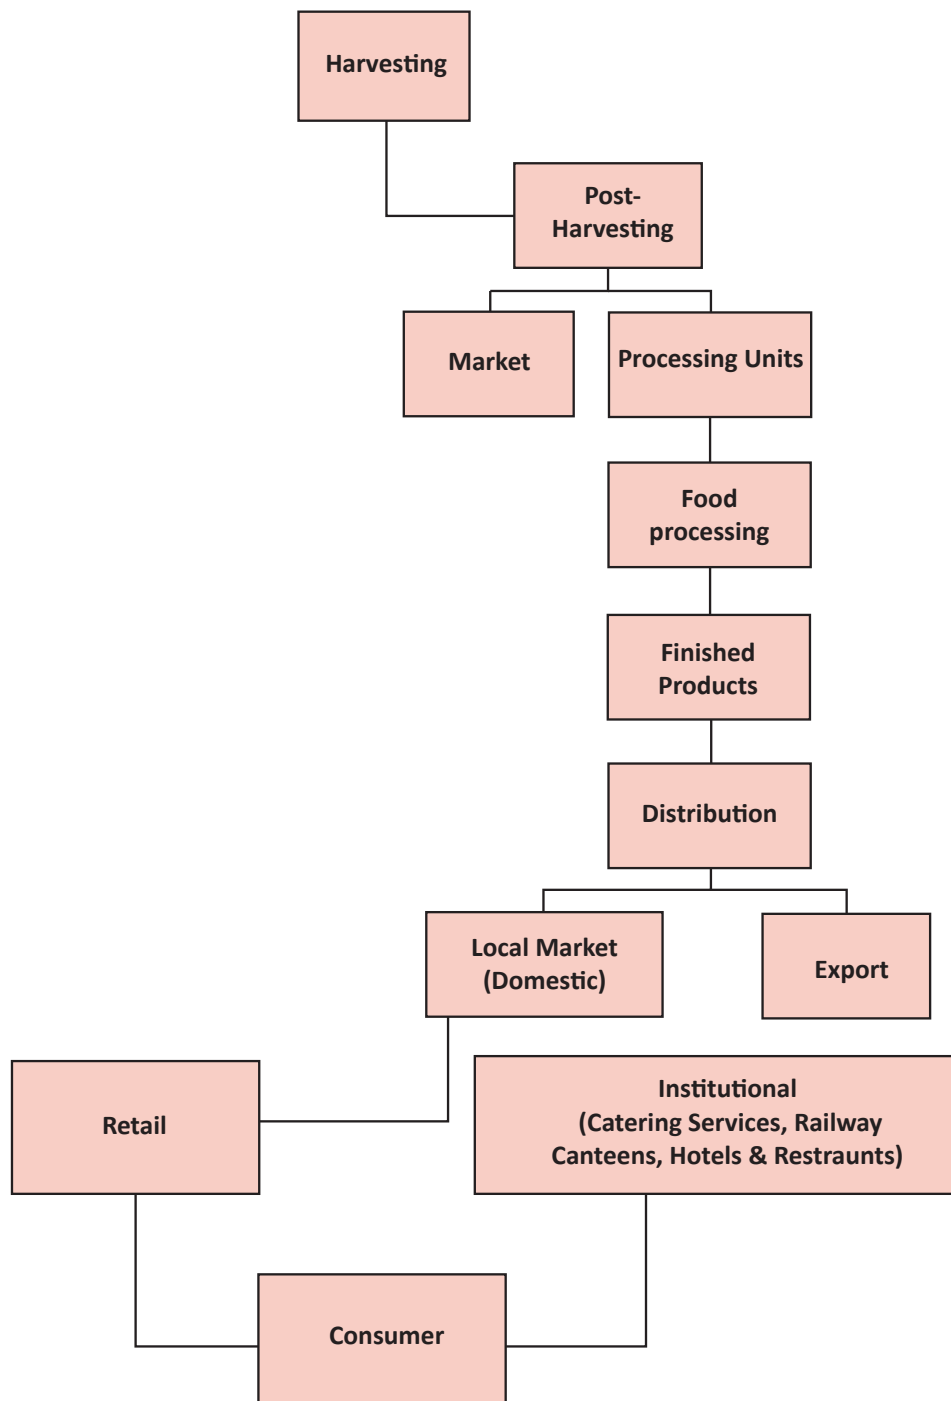 Harvesting
Post-
Harvesting
Market
Processing Units
Food
processing
Finished
Products
Distribution
Local Market
(Domestic)
Export
Retail
Institutional
(Catering Services, Railway
Canteens, Hotels & Restraunts)
Consumer